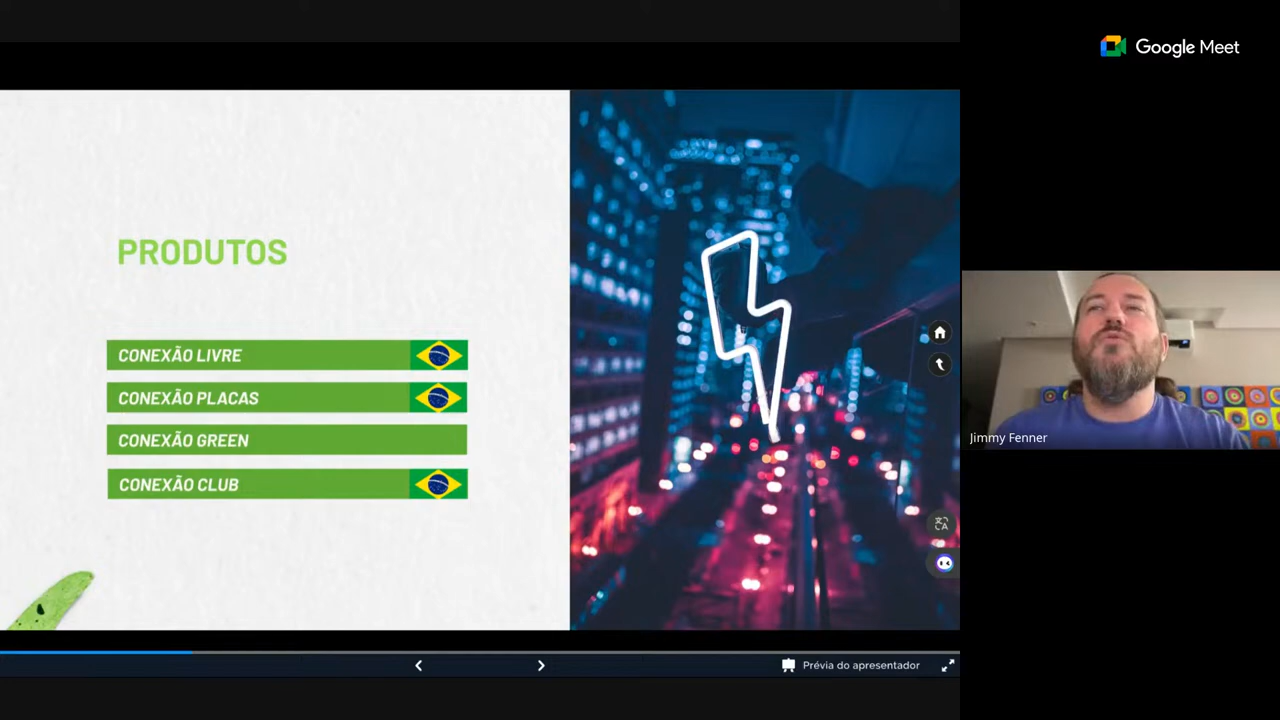 Google Meet
PRODUTOS
CONEXÃO LIVRE
CONEXÃO PLACAS
CONEXÃO GREEN
CONEXÃO CLUB
Jimmy Fenner
Prévia do apresentador